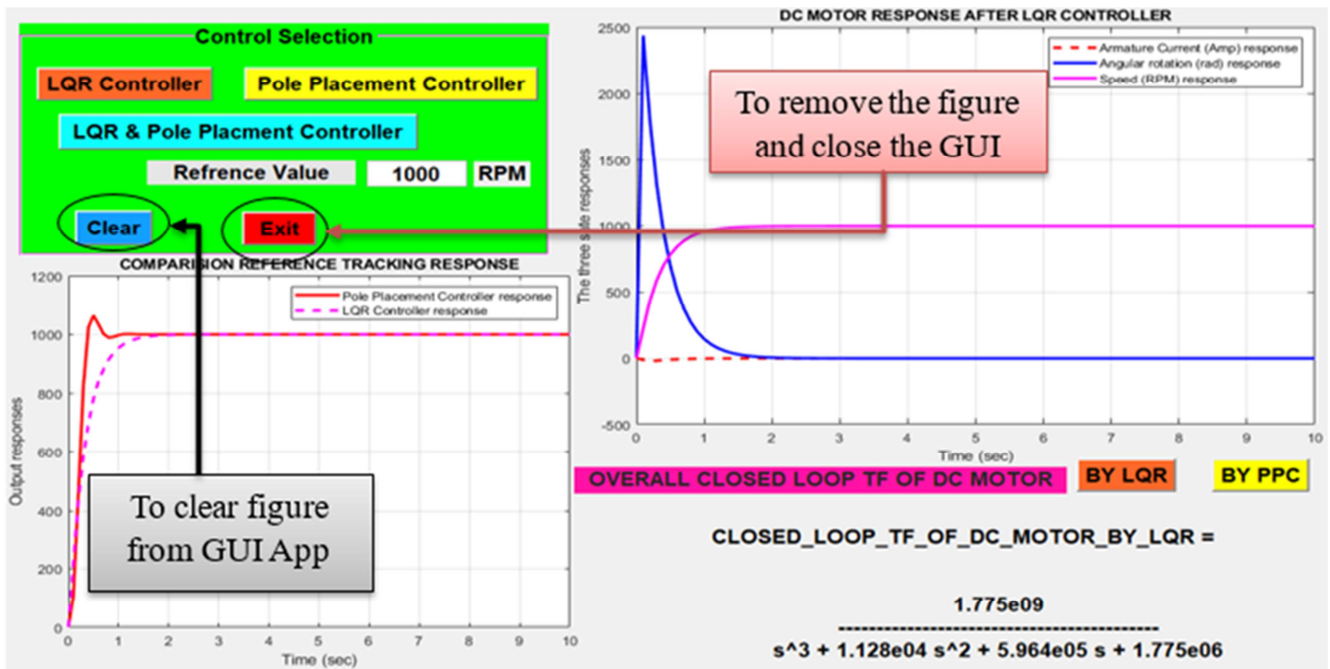 Control Selection
LQR Controller
Pole Placement Controller
LQR & Pole Placment Controller
Refrence Value
1000
RPM
Clear
Exit
DC MOTOR RESPONSE AFTER LQR CONTROLLER
2500
2000
1500
1000
500
0
-500
The three sate responses
Armature Current (Amp) response
Angular rotation (rad) response
Speed (RPM) response
To remove the figure
and close the GUI
0 1 2 3 4 5 6 7 8 9 10
Time (sec)
COMPARISION REFERENCE TRACKING RESPONSE
1200
1000
800
600
400
200
0
Output responses
Pole Placement Controller response
LQR Controller response
To clear figure
from GUI App
0 1 2 3 4 5 6 7 8 9 10
Time (sec)
OVERALL CLOSED LOOP TF OF DC MOTOR
BY LQR
BY PPC
CLOSED_LOOP_TF_OF_DC_MOTOR_BY_LQR =
1.775e09
----------------------------------------
s^3 + 1.128e04 s^2 + 5.964e05 s + 1.775e06